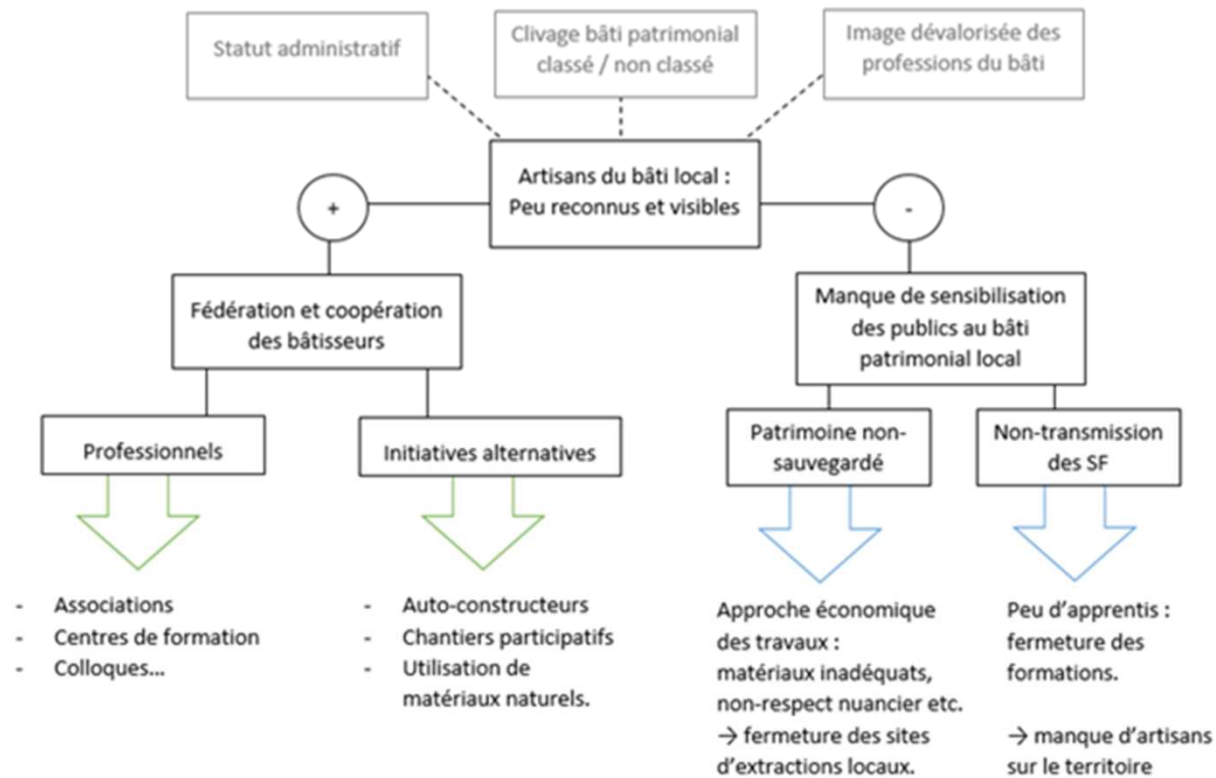 Statut administratif
Clivage bâti patrimonial
classé / non classé
Image dévalorisée des
professions du bâti
Artisans du bâti local :
Peu reconnus et visibles
+
-
Fédération et coopération
des bâtisseurs
Manque de sensibilisation
des publics au bâti
patrimonial local
Professionnels
Initiatives alternatives
Patrimoine non-
sauvegardé
Non-transmission
des SF
- Associations
- Centres de formation
- Colloques...
- Auto-constructeurs
- Chantiers participatifs
- Utilisation de
matériaux naturels.
Approche économique
des travaux :
matériaux inadéquats,
non-respect nuancier etc.
→ fermeture des sites
d'extractions locaux.
Peu d'apprentis :
fermeture des
formations.
→ manque d'artisans
sur le territoire